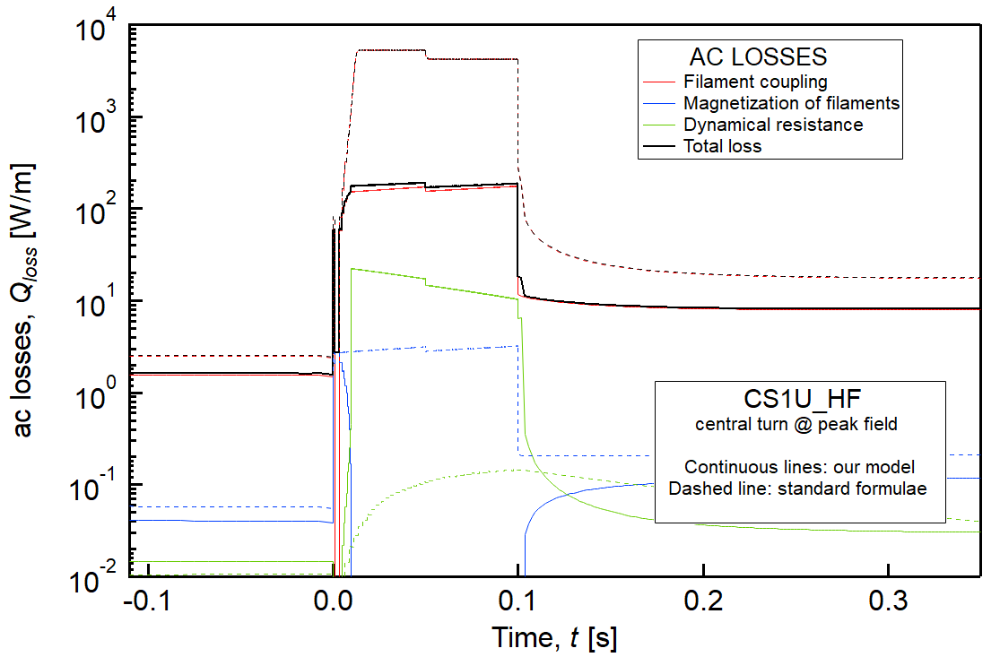 10^4
10^3
10^2
10^1
10^0
10^-1
10^-2
ac losses, Q_loss [W/m]
AC LOSSES
Filament coupling
Magnetization of filaments
Dynamical resistance
Total loss
CS1U_HF
central turn @ peak field
Continuous lines: our model
Dashed line: standard formulae
-0.1
0.0
0.1
0.2
0.3
Time, t [s]